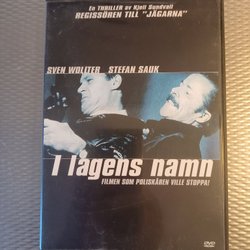 En THRILLER av Kjell Sundvall
REGISSÖREN TILL "JÄGARNA"
SVEN WOLLTER STEFAN SAUK
I lagens namn
FILMEN SOM POLISKÅREN VILLE STOPPA!
DVD